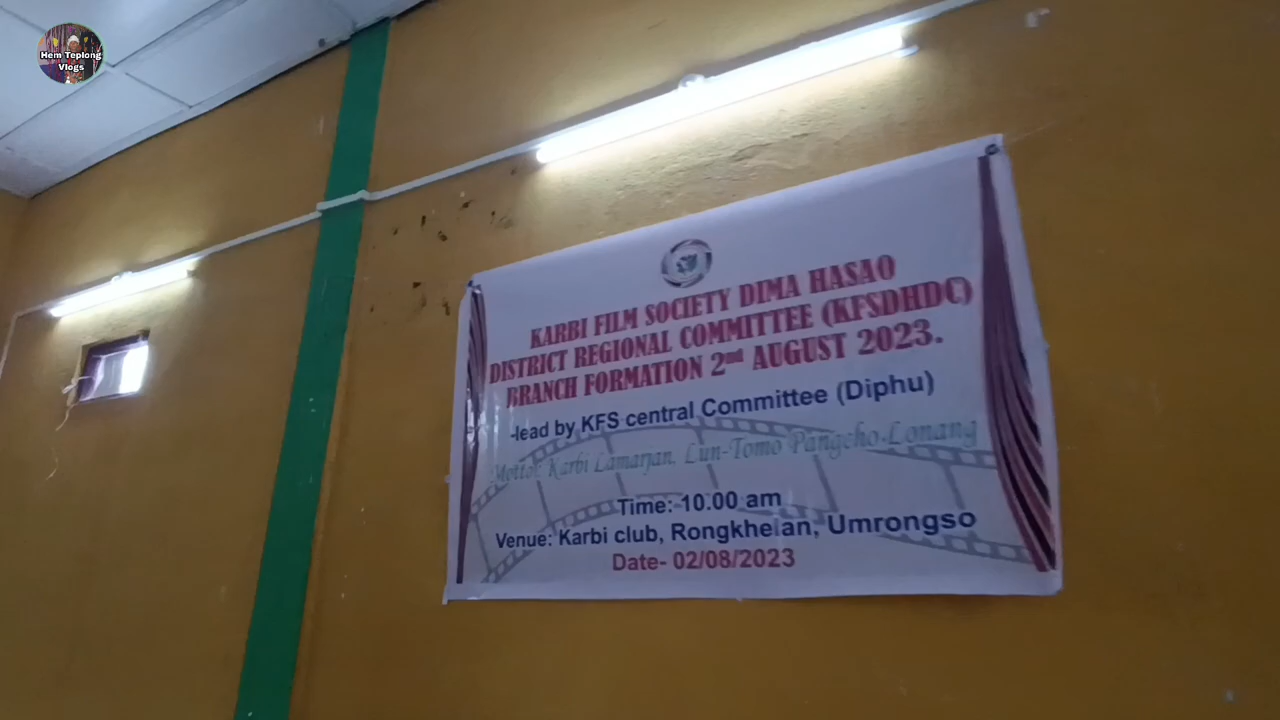 Hem Teplong
Vlogs
KARBI FILM SOCIETY DIMA HASAO
DISTRICT REGIONAL COMMITTEE (KFSDHDC)
BRANCH FORMATION 2nd AUGUST 2023.
-lead by KFS central Committee (Diphu)
Motto: Karbi Lamarjan, Lun-Tomo Pangcho-Lonang
Time:-10.00 am
Venue: Karbi club, Rongkhelan, Umrongso
Date- 02/08/2023